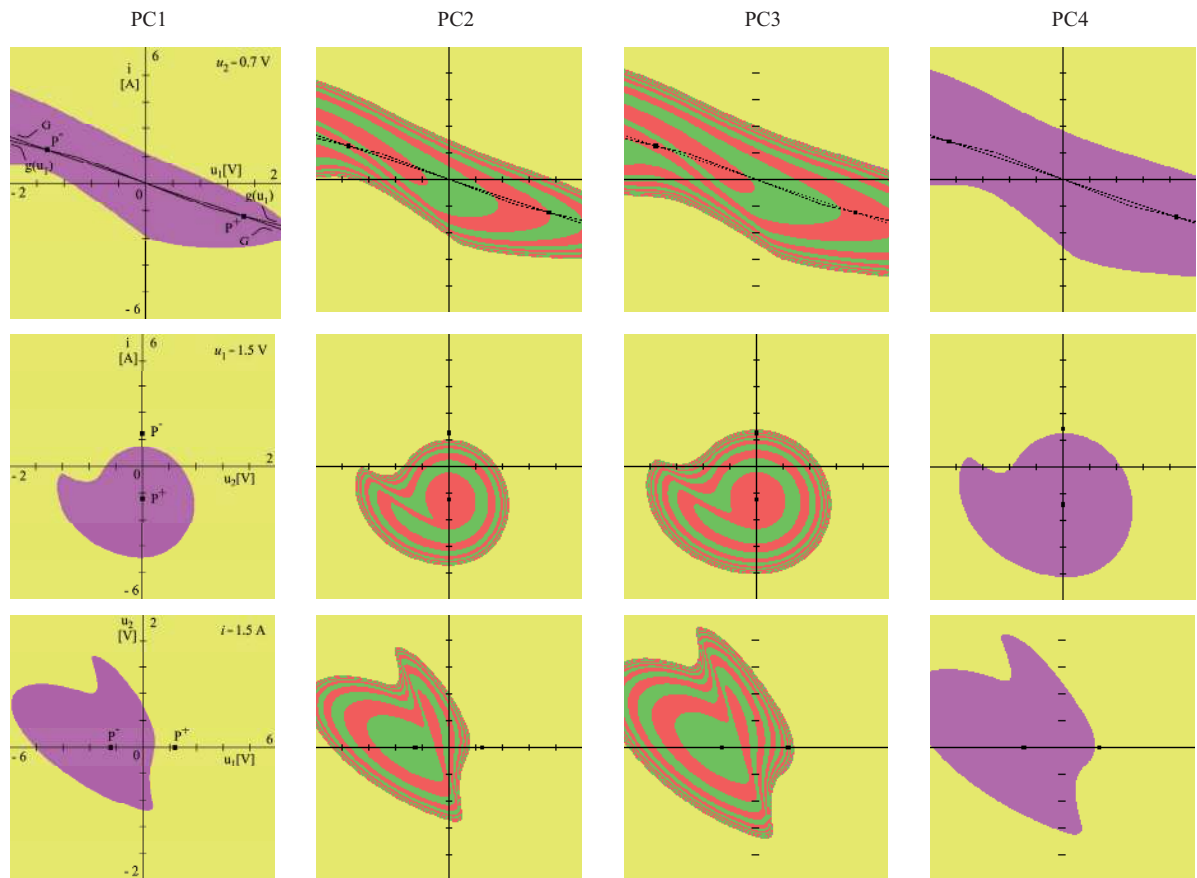 PC1 PC2 PC3 PC4
i 6 u₂ = 0.7 V
[A]
G
P⁻
g(u₁) u₁[V] 2
- 2 0 g(u₁)
P⁺ G
- 6
i 6 u₁ = 1.5 V
[A]
P⁻
- 2 0 2
u₂[V]
P⁺
- 6
u₂ 2 i = 1.5 A
[V]
P⁻ P⁺
- 6 0 u₁[V] 6
- 2